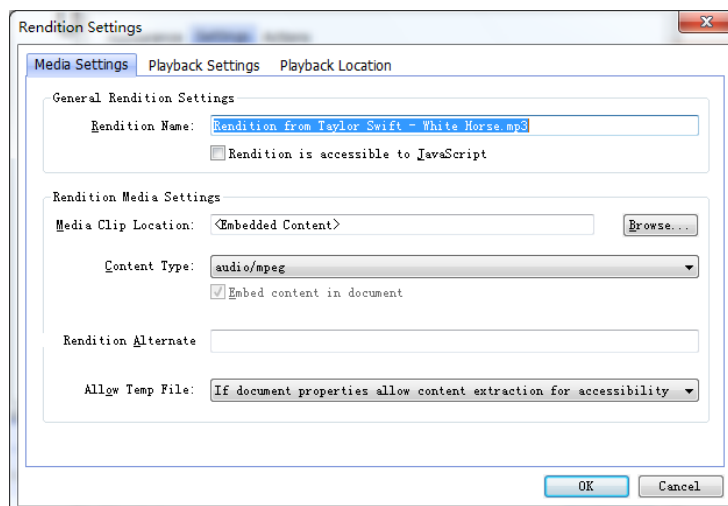 Rendition Settings
Settings Actions
Media Settings Playback Settings Playback Location
General Rendition Settings
Rendition Name: Rendition from Taylor Swift - White Horse.mp3
Rendition is accessible to JavaScript
Rendition Media Settings
Media Clip Location: <Embedded Content> Browse...
Content Type: audio/mpeg
Embed content in document
Rendition Alternate
Allow Temp File: If document properties allow content extraction for accessibility
OK Cancel